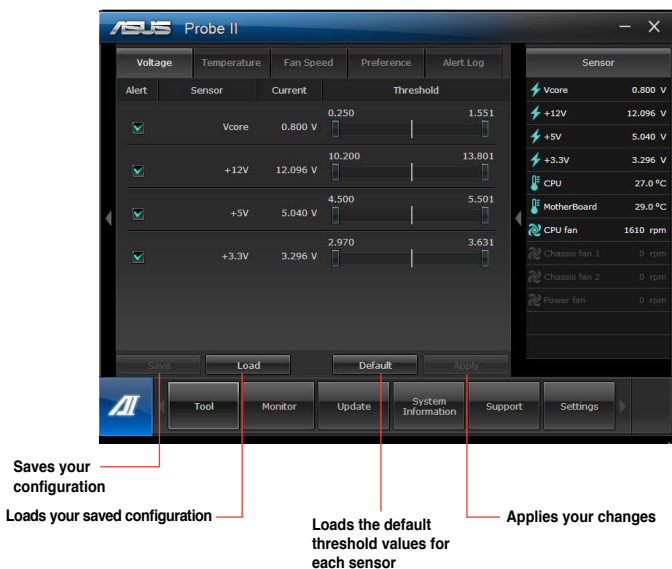 ASUS Probe II
Voltage Temperature Fan Speed Preference Alert Log
Alert Sensor Current Threshold
Vcore 0.800 V 0.250 1.551
+12V 12.096 V 10.200 13.801
+5V 5.040 V 4.500 5.501
+3.3V 3.296 V 2.970 3.631
Save Load Default Apply
Sensor
Vcore 0.800 V
+12V 12.096 V
+5V 5.040 V
+3.3V 3.296 V
CPU 27.0 ºC
MotherBoard 29.0 ºC
CPU fan 1610 rpm
Chassis fan 1 0 rpm
Chassis fan 2 0 rpm
Power fan 0 rpm
Tool Monitor Update System Information Support Settings
Saves your
configuration
Loads your saved configuration
Loads the default
threshold values for
each sensor
Applies your changes